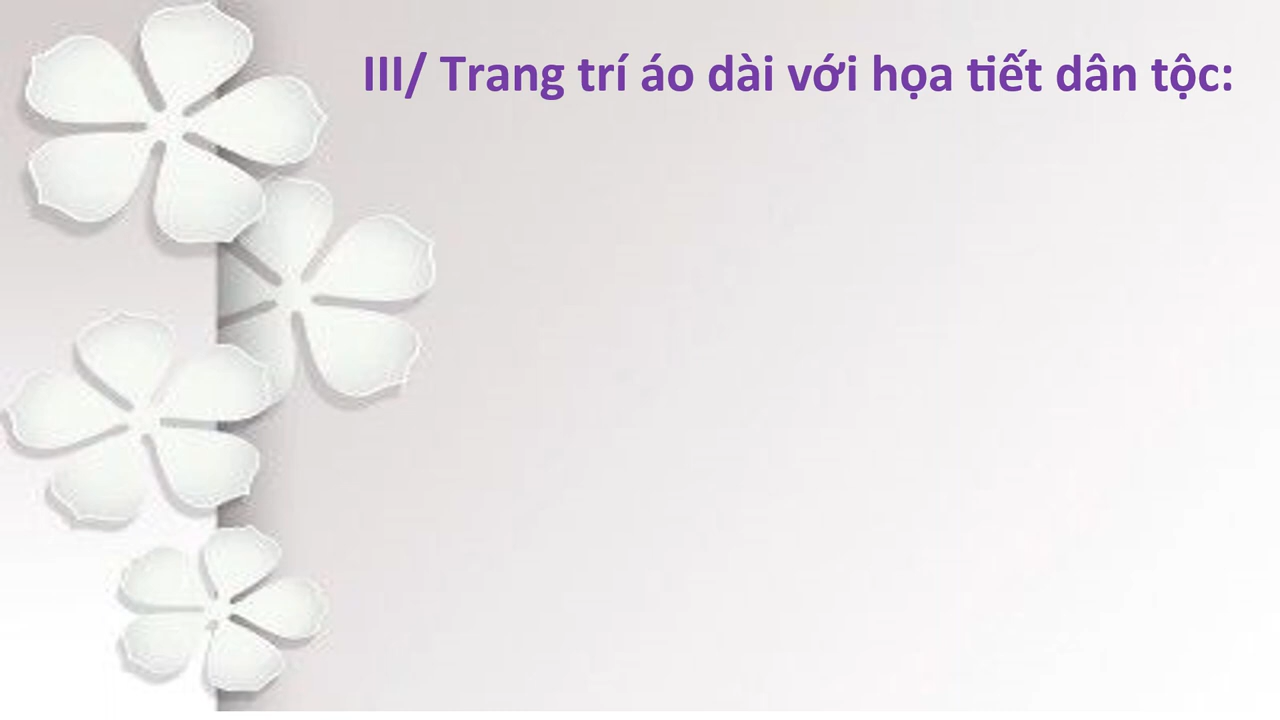 III/ Trang trí áo dài với họa tiết dân tộc: